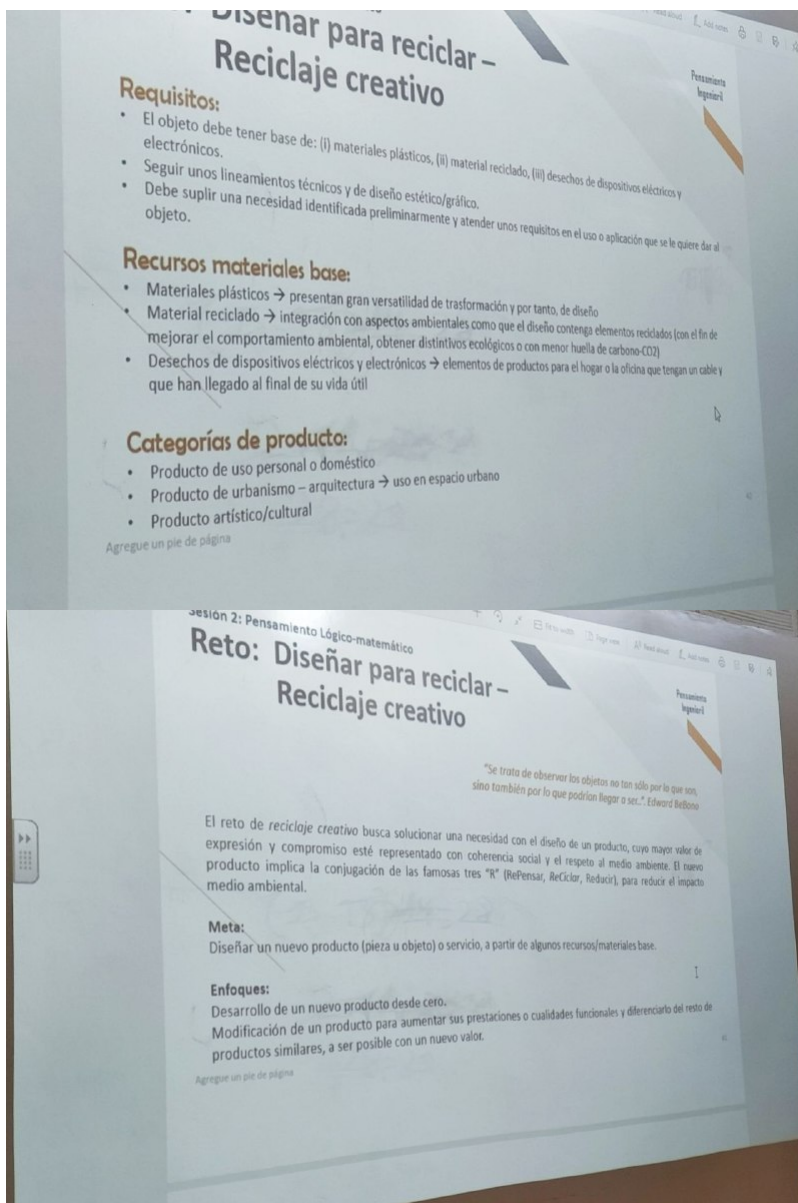 Diseñar para reciclar –
Reciclaje creativo
Add notes
Pensamiento
Ingenieril
Requisitos:
• El objeto debe tener base de: (i) materiales plásticos, (ii) material reciclado, (iii) desechos de dispositivos eléctricos y
electrónicos.
• Seguir unos lineamientos técnicos y de diseño estético/gráfico.
• Debe suplir una necesidad identificada preliminarmente y atender unos requisitos en el uso o aplicación que se le quiere dar al
objeto.
Recursos materiales base:
• Materiales plásticos → presentan gran versatilidad de trasformación y por tanto, de diseño
• Material reciclado → integración con aspectos ambientales como que el diseño contenga elementos reciclados (con el fin de
mejorar el comportamiento ambiental, obtener distintivos ecológicos o con menor huella de carbono-CO2)
• Desechos de dispositivos eléctricos y electrónicos → elementos de productos para el hogar o la oficina que tengan un cable y
que han llegado al final de su vida útil
Categorías de producto:
• Producto de uso personal o doméstico
• Producto de urbanismo – arquitectura → uso en espacio urbano
• Producto artístico/cultural
Agregue un pie de página
Sesión 2: Pensamiento Lógico-matemático
Reto: Diseñar para reciclar –
Reciclaje creativo
Pensamiento
Ingenieril
"Se trata de observar los objetos no tan sólo por lo que son,
sino también por lo que podrían llegar a ser..". Edward BeBono
El reto de reciclaje creativo busca solucionar una necesidad con el diseño de un producto, cuyo mayor valor de
expresión y compromiso esté representado con coherencia social y el respeto al medio ambiente. El nuevo
producto implica la conjugación de las famosas tres "R" (RePensar, ReCiclar, Reducir), para reducir el impacto
medio ambiental.
Meta:
Diseñar un nuevo producto (pieza u objeto) o servicio, a partir de algunos recursos/materiales base.
Enfoques:
Desarrollo de un nuevo producto desde cero.
Modificación de un producto para aumentar sus prestaciones o cualidades funcionales y diferenciarlo del resto de
productos similares, a ser posible con un nuevo valor.
Agregue un pie de página